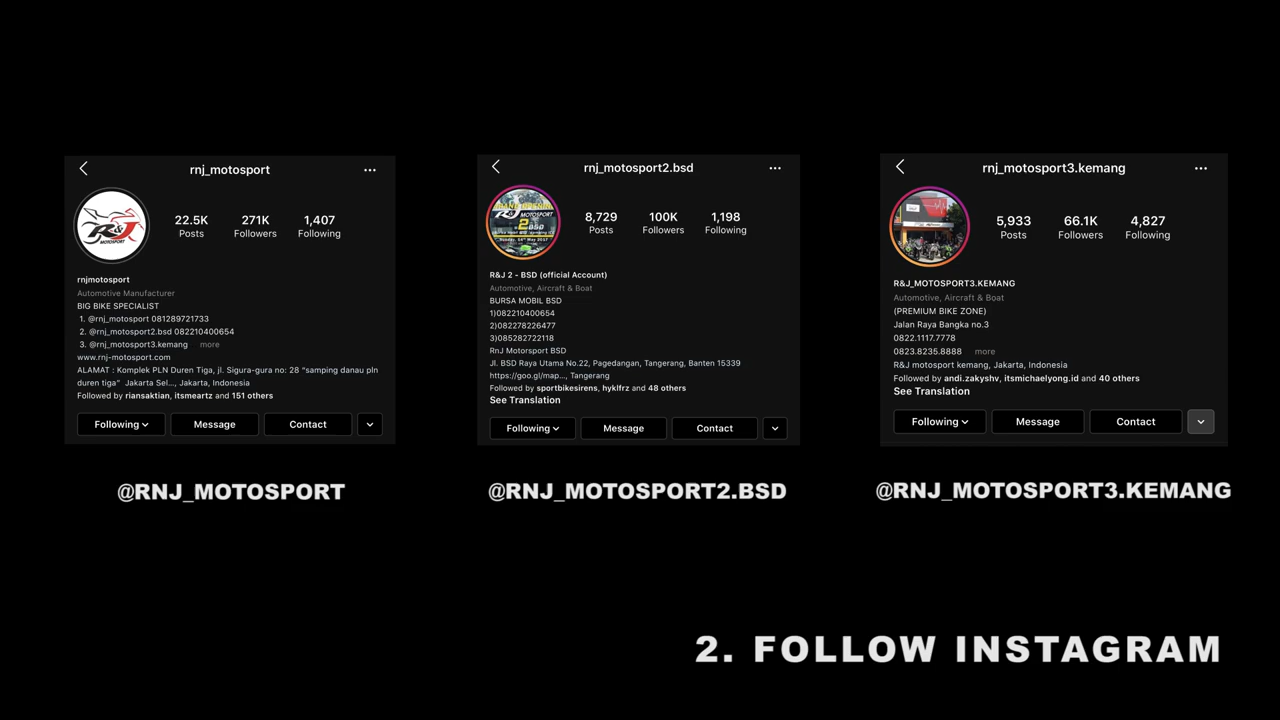 rnj_motosport
R&J
MOTOSPORT
22.5K 271K 1,407
Posts Followers Following
rnjmotosport
Automotive Manufacturer
BIG BIKE SPECIALIST
1. @rnj_motosport 081289721733
2. @rnj_motosport2.bsd 082210400654
3. @rnj_motosport3.kemang more
www.rnj-motosport.com
ALAMAT : Komplek PLN Duren Tiga, jl. Sigura-gura no: 28 "samping danau pln
duren tiga" Jakarta Sel..., Jakarta, Indonesia
Followed by riansaktian, itsmeartz and 151 others
Following Message Contact
@RNJ_MOTOSPORT
rnj_motosport2.bsd
R&J MOTOSPORT
2 BSD
8,729 100K 1,198
Posts Followers Following
R&J 2 - BSD (official Account)
Automotive, Aircraft & Boat
BURSA MOBIL BSD
1)082210400654
2)082278226477
3)085282722118
RnJ Motorsport BSD
Jl. BSD Raya Utama No.22, Pagedangan, Tangerang, Banten 15339
https://goo.gl/map..., Tangerang
Followed by sportbikesirens, hyklfrz and 48 others
See Translation
Following Message Contact
@RNJ_MOTOSPORT2.BSD
rnj_motosport3.kemang
5,933 66.1K 4,827
Posts Followers Following
R&J_MOTOSPORT3.KEMANG
Automotive, Aircraft & Boat
(PREMIUM BIKE ZONE)
Jalan Raya Bangka no.3
0822.1117.7778
0823.8235.8888 more
R&J motosport kemang, Jakarta, Indonesia
Followed by andi.zakyshv, itsmichaelyong.id and 40 others
See Translation
Following Message Contact
@RNJ_MOTOSPORT3.KEMANG
2. FOLLOW INSTAGRAM